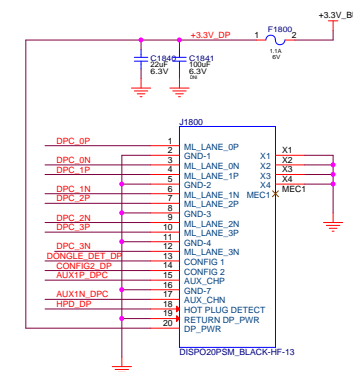 +3.3V_B
+3.3V_DP 1 F1800 2
1.1A
6V
C1840 C1841
22uF 100uF
6.3V 6.3V
J1800
DPC_0P 1 ML_LANE_0P X1 X1
2 GND-1 X2 X2
DPC_0N 3 ML_LANE_0N X3 X3
DPC_1P 4 ML_LANE_1P X4 X4
5 GND-2 MEC1 MEC1
DPC_1N 6 ML_LANE_1N
DPC_2P 7 ML_LANE_2P
8 GND-3
DPC_2N 9 ML_LANE_2N
DPC_3P 10 ML_LANE_3P
11 GND-4
DPC_3N 12 ML_LANE_3N
DONGLE_DET_DP 13 CONFIG 1
CONFIG2_DP 14 CONFIG 2
AUX1P_DPC 15 AUX_CHP
16 GND-7
AUX1N_DPC 17 AUX_CHN
HPD_DP 18 HOT PLUG DETECT
19 RETURN DP_PWR
20 DP_PWR
DISPO20PSM_BLACK-HF-13